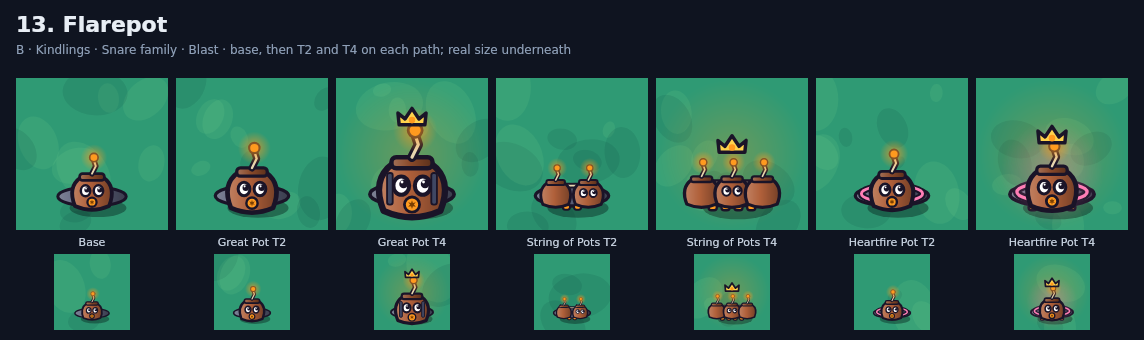 13. Flarepot
B · Kindlings · Snare family · Blast · base, then T2 and T4 on each path; real size underneath
Base
Great Pot T2
Great Pot T4
String of Pots T2
String of Pots T4
Heartfire Pot T2
Heartfire Pot T4